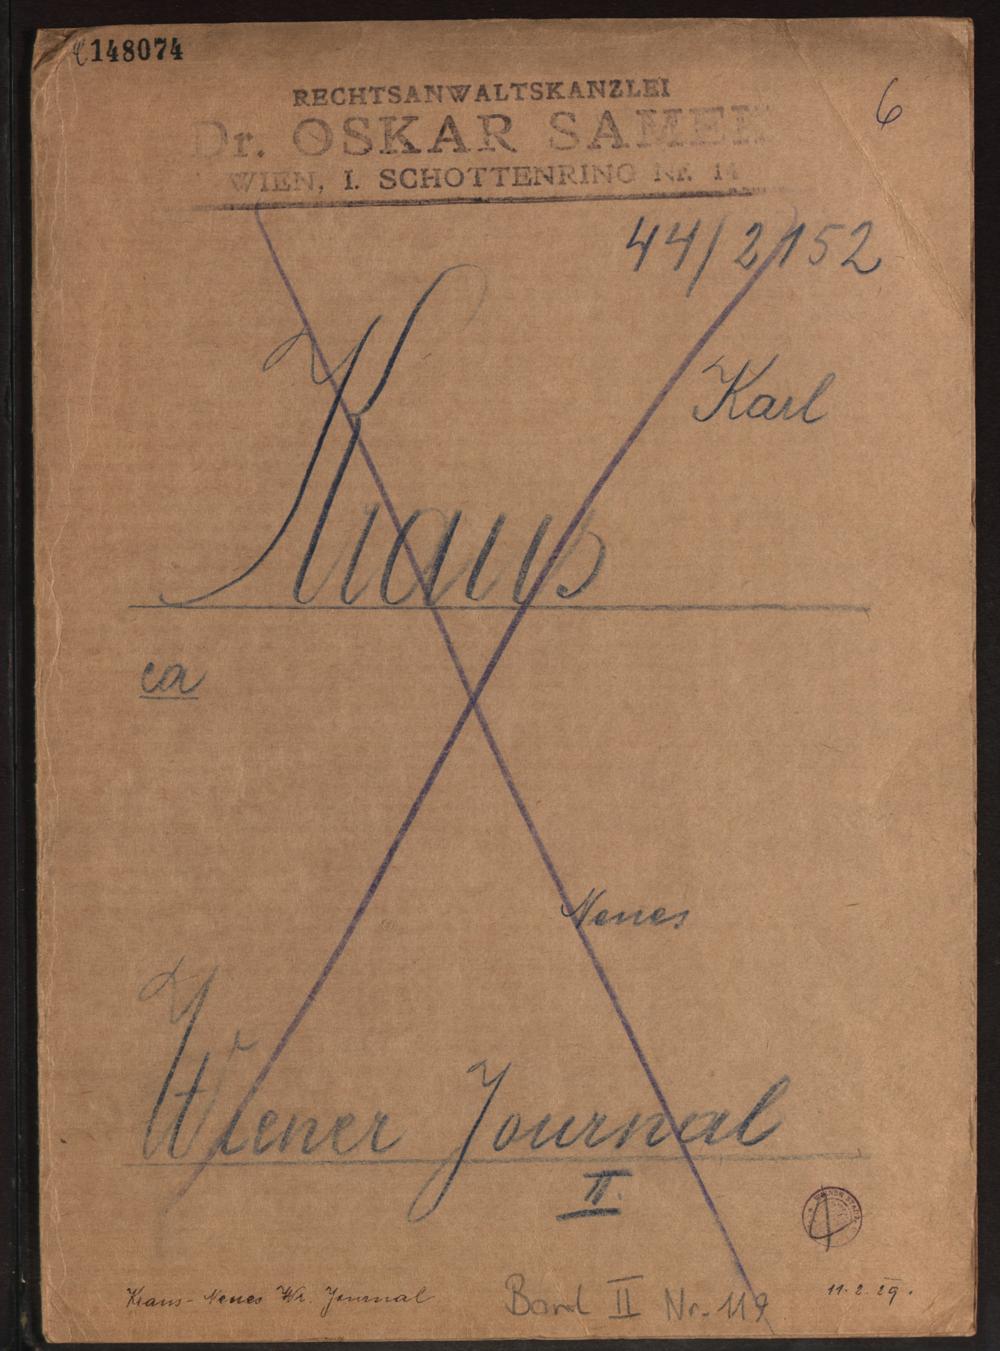 148074
6
RECHTSANWALTSKANZLEI
Dr. OSKAR SAMEK
WIEN, I. SCHOTTENRING Nr. 14
44/2152
Karl
Kraus
ca
Neues
Wiener Journal
II.
Kraus - Neues Wr. Journal
Band II Nr. 119
11. 2. 29.